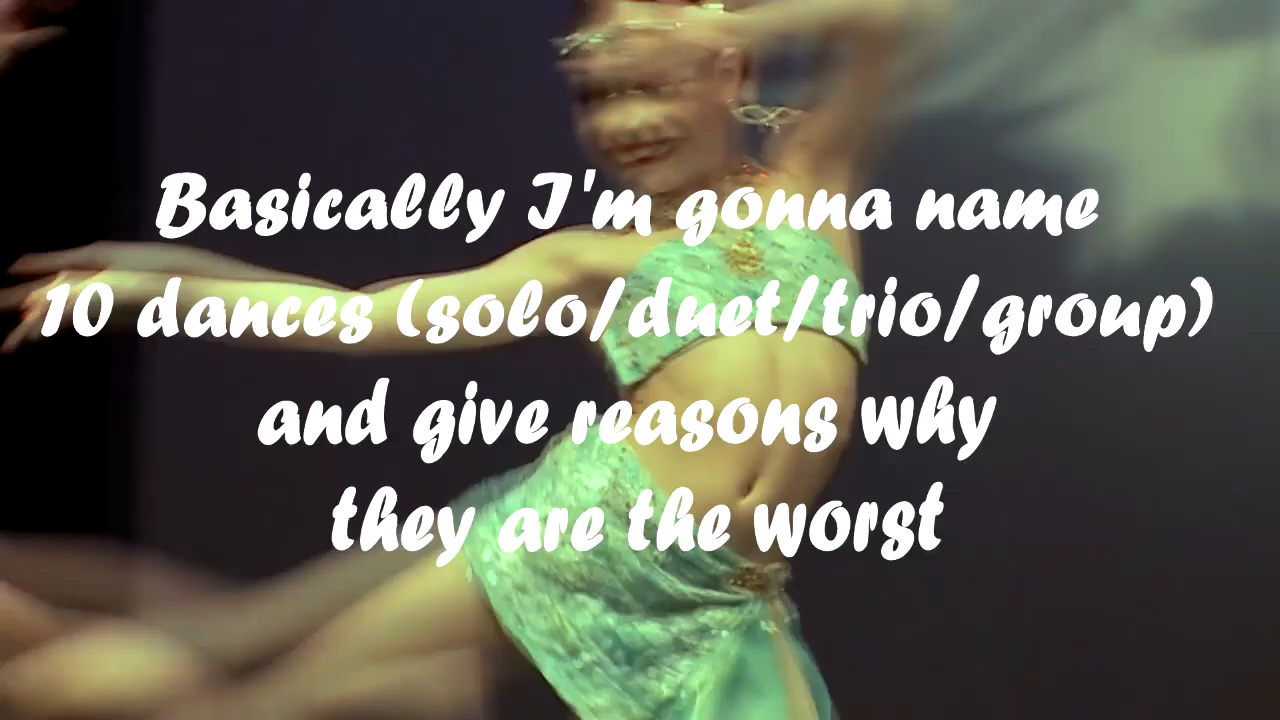 Basically I'm gonna name
10 dances (solo/duet/trio/group)
and give reasons why
they are the worst